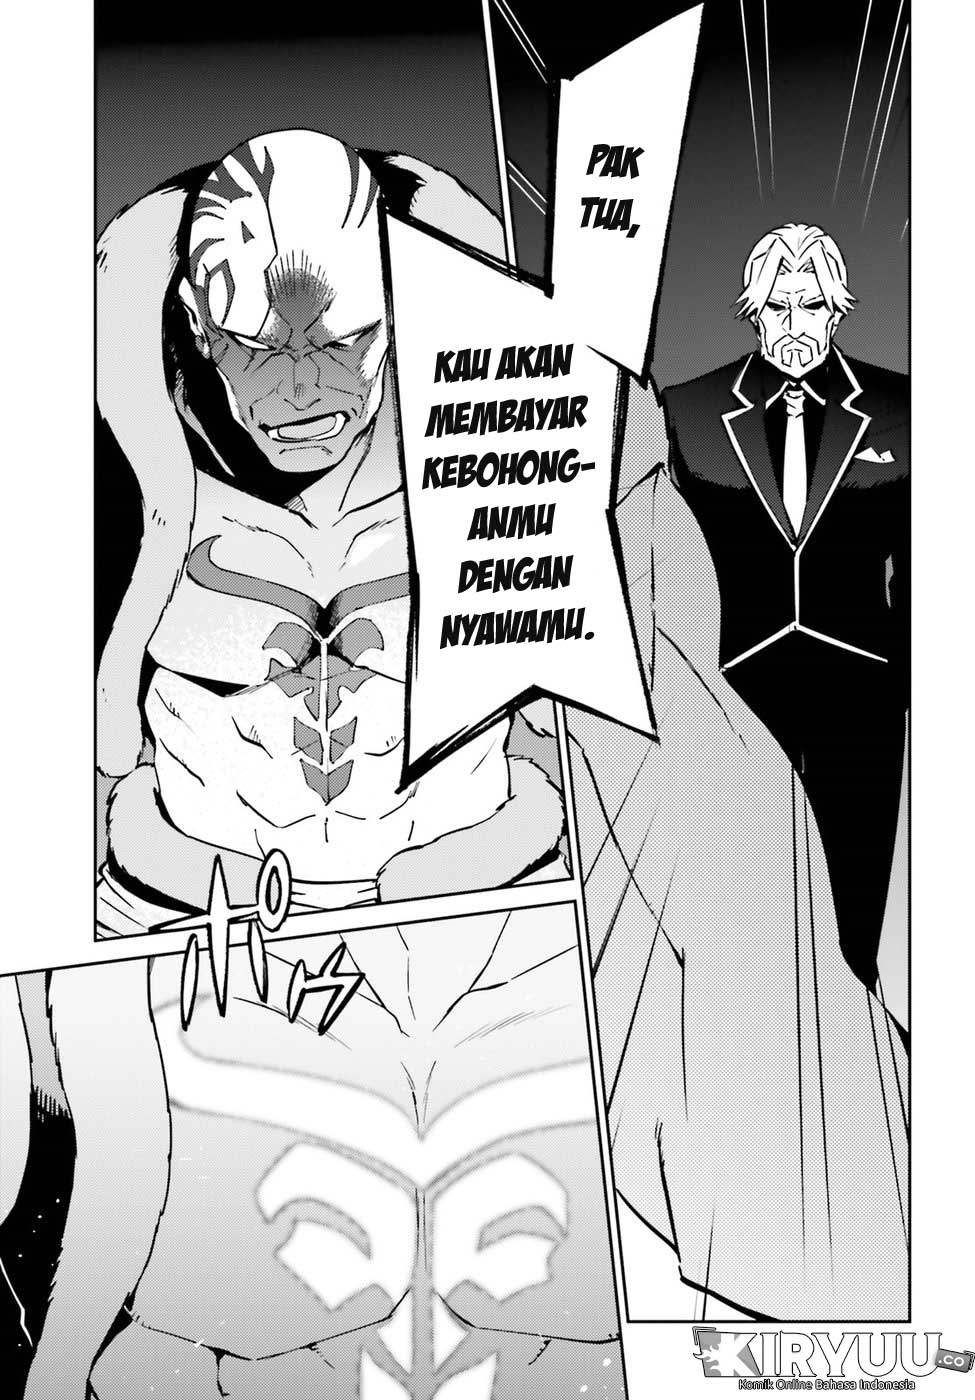 PAK
TUA,
KAU AKAN
MEMBAYAR
KEBOHONG-
ANMU
DENGAN
NYAWAMU.
KIRYUU.CO
Komik Online Bahasa Indonesia